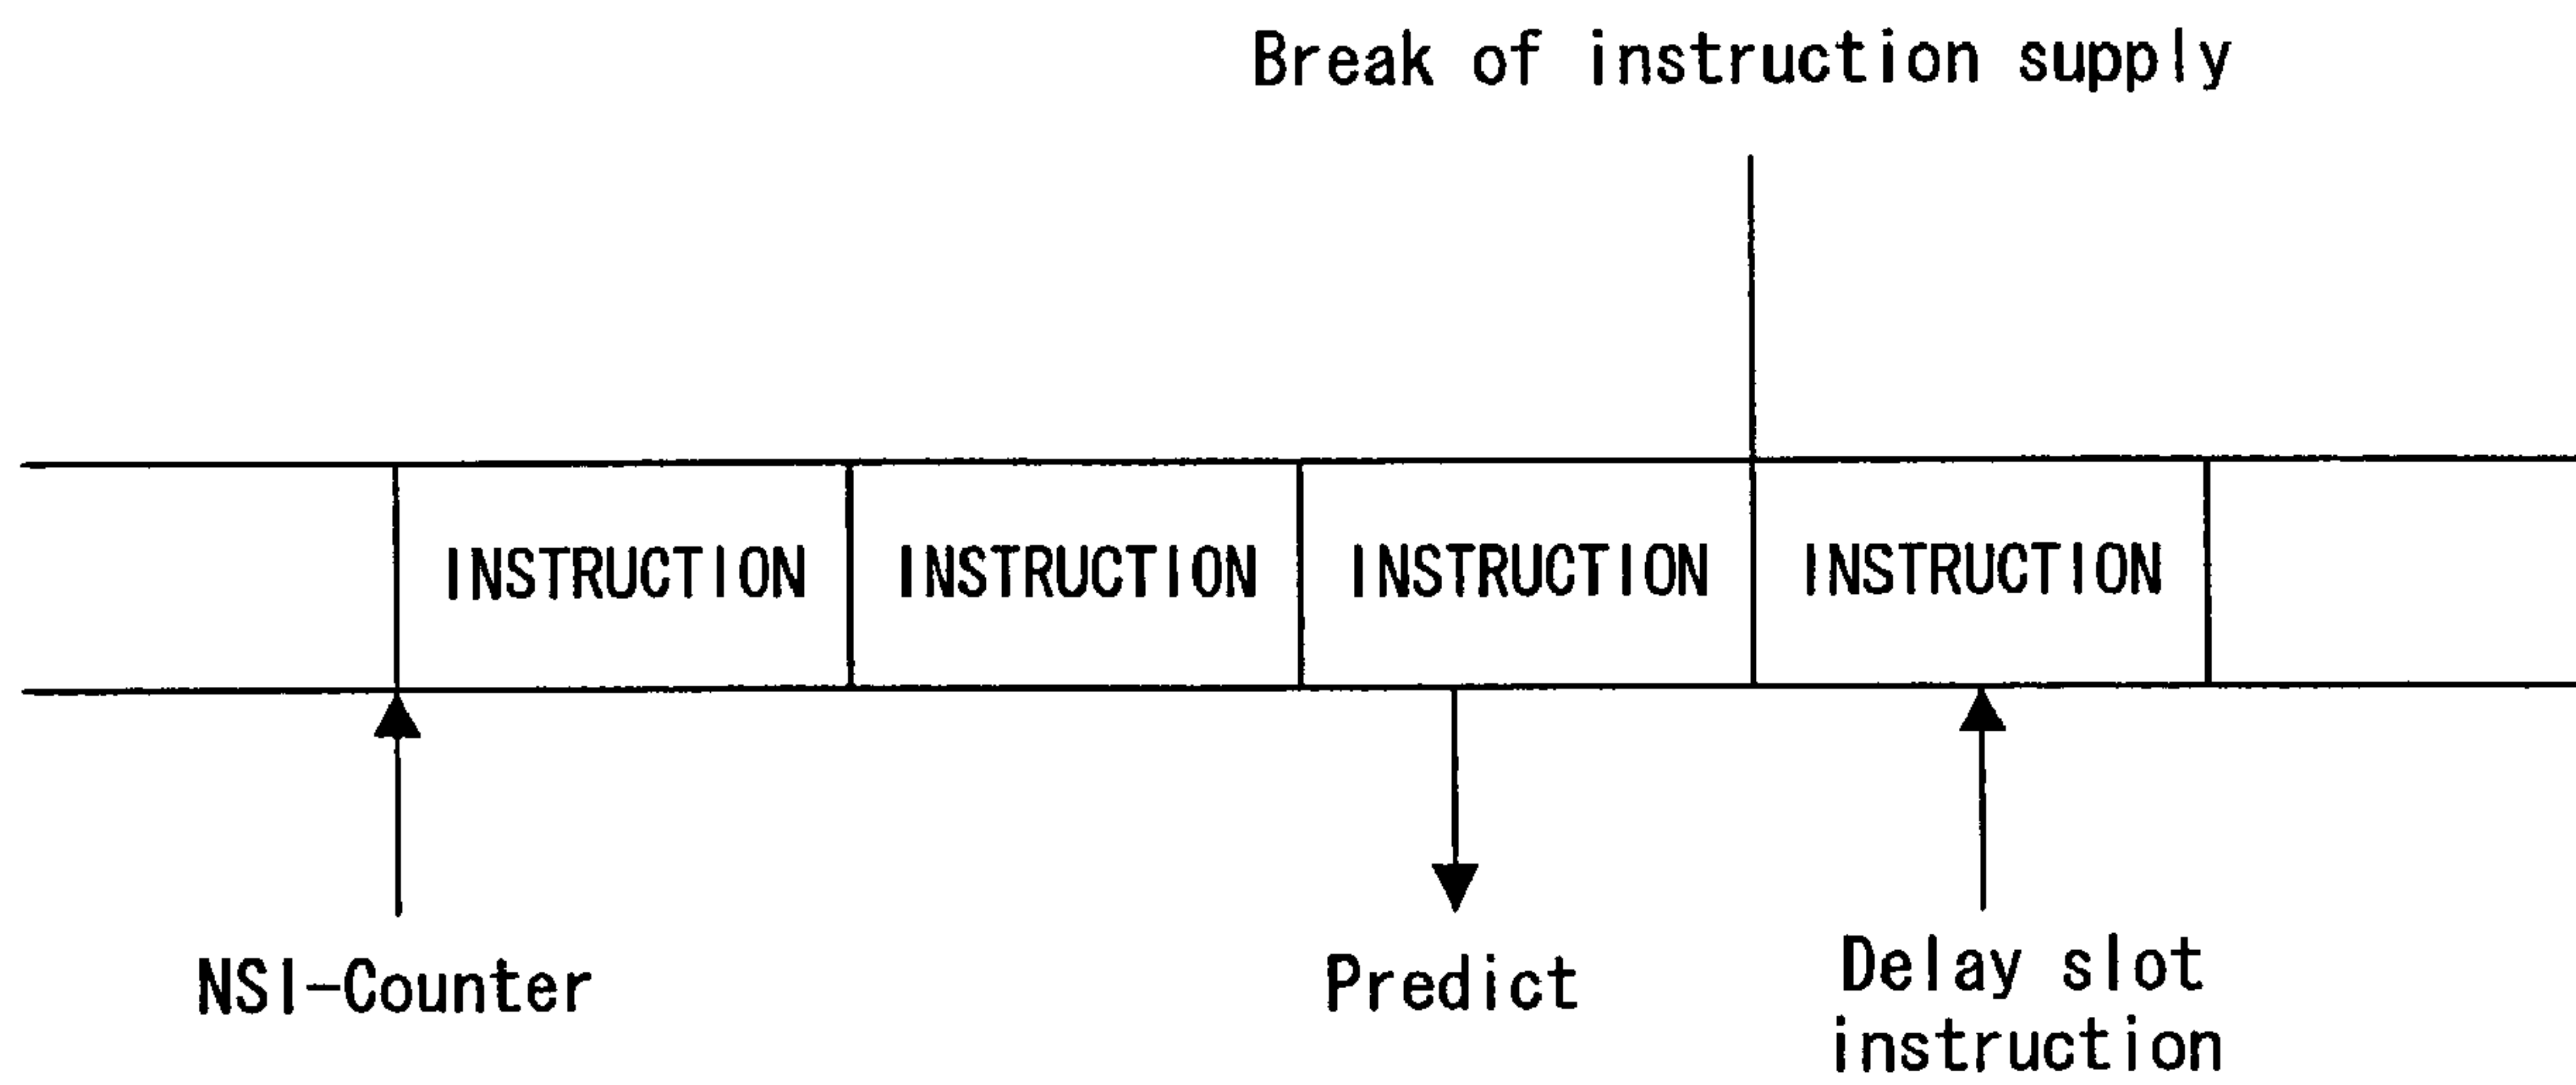 Break of instruction supply
INSTRUCTION INSTRUCTION INSTRUCTION INSTRUCTION
NSI-Counter
Predict
Delay slot
instruction